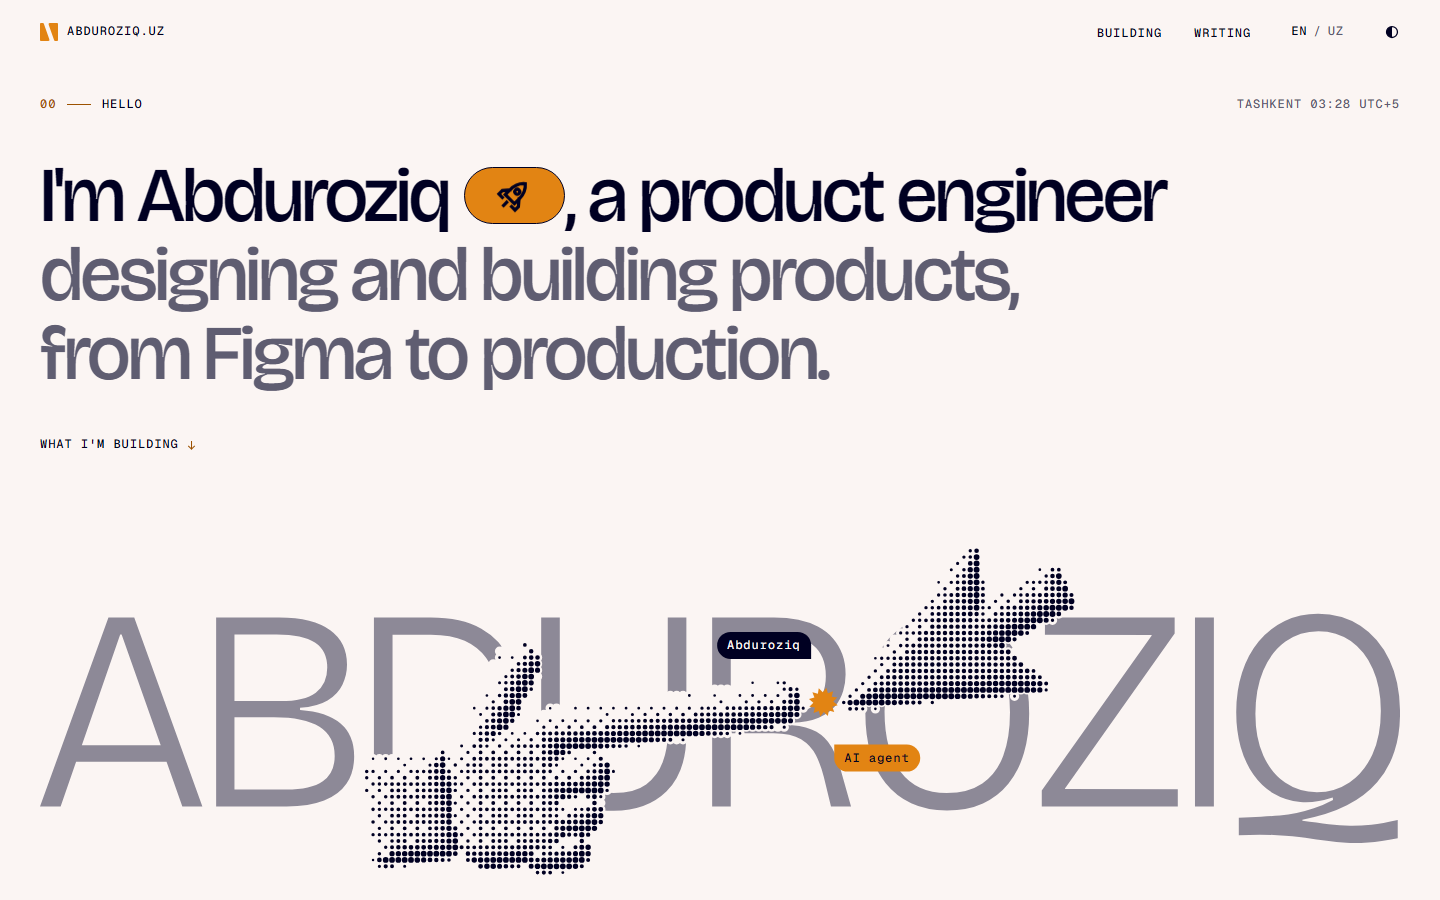 ABDUROZIQ.UZ
BUILDING WRITING EN / UZ
00 — HELLO
TASHKENT 03:28 UTC+5
I'm Abduroziq , a product engineer
designing and building products,
from Figma to production.
WHAT I'M BUILDING ↓
ABDUROZIQ
Abduroziq
AI agent